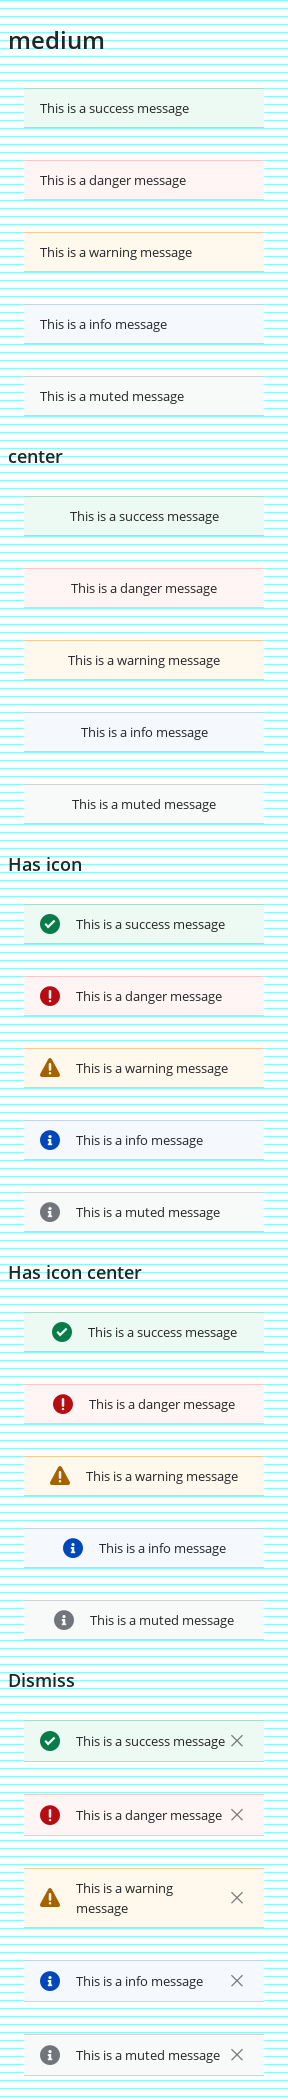 medium
This is a success message
This is a danger message
This is a warning message
This is a info message
This is a muted message
center
This is a success message
This is a danger message
This is a warning message
This is a info message
This is a muted message
Has icon
This is a success message
This is a danger message
This is a warning message
This is a info message
This is a muted message
Has icon center
This is a success message
This is a danger message
This is a warning message
This is a info message
This is a muted message
Dismiss
This is a success message
This is a danger message
This is a warning
message
This is a info message
This is a muted message